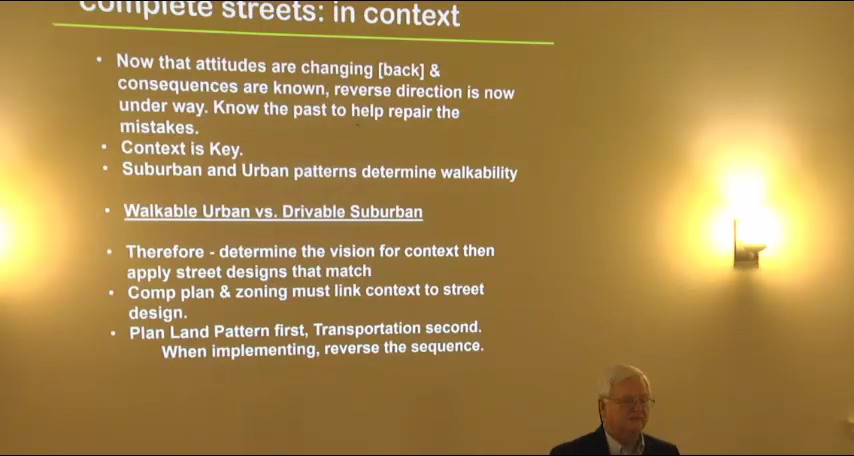 Complete streets: in context
• Now that attitudes are changing [back] &
consequences are known, reverse direction is now
under way. Know the past to help repair the
mistakes.
• Context is Key.
• Suburban and Urban patterns determine walkability
• Walkable Urban vs. Drivable Suburban
• Therefore - determine the vision for context then
apply street designs that match
• Comp plan & zoning must link context to street
design.
• Plan Land Pattern first, Transportation second.
When implementing, reverse the sequence.